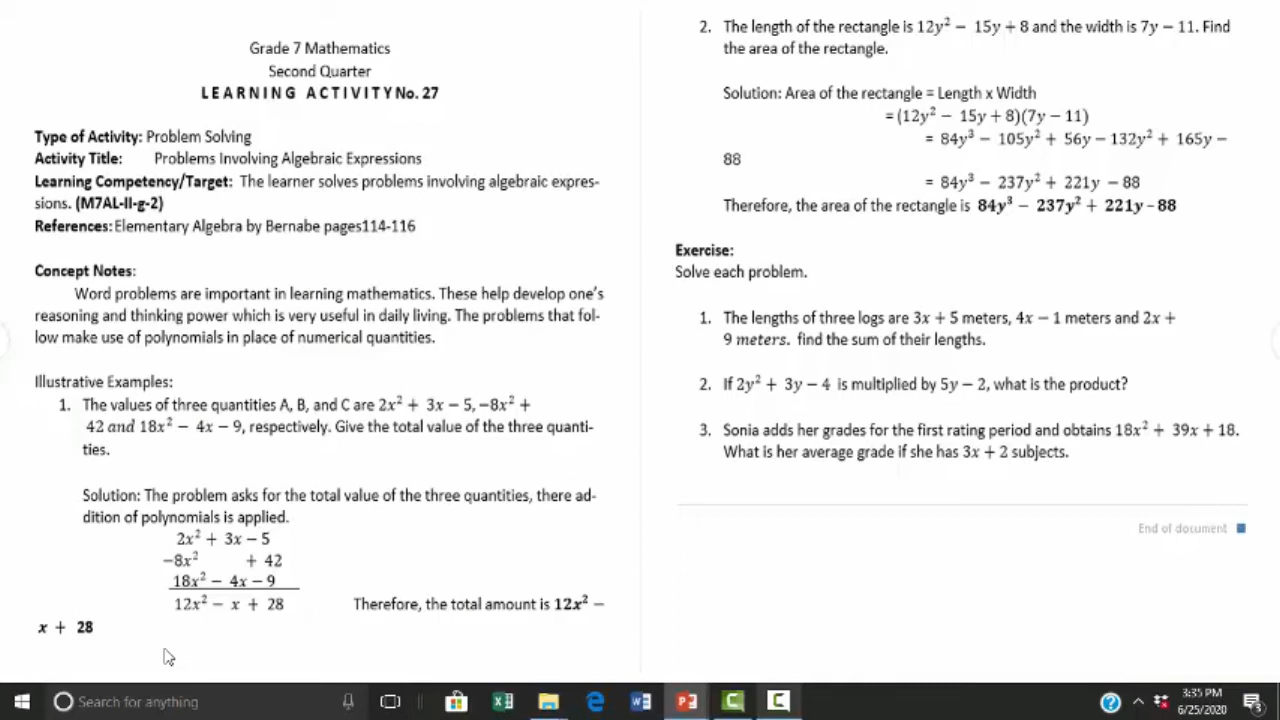 Grade 7 Mathematics
Second Quarter
LEARNING ACTIVITY No. 27
Type of Activity: Problem Solving
Activity Title: Problems Involving Algebraic Expressions
Learning Competency/Target: The learner solves problems involving algebraic expres-
sions. (M7AL-II-g-2)
References: Elementary Algebra by Bernabe pages114-116
Concept Notes:
Word problems are important in learning mathematics. These help develop one's
reasoning and thinking power which is very useful in daily living. The problems that fol-
low make use of polynomials in place of numerical quantities.
Illustrative Examples:
1. The values of three quantities A, B, and C are 2x² + 3x − 5, −8x² +
42 and 18x² − 4x − 9, respectively. Give the total value of the three quanti-
ties.
Solution: The problem asks for the total value of the three quantities, there ad-
dition of polynomials is applied.
2x² + 3x − 5
−8x² + 42
18x² − 4x − 9
12x² − x + 28 Therefore, the total amount is 12x² −
x + 28
2. The length of the rectangle is 12y² − 15y + 8 and the width is 7y − 11. Find
the area of the rectangle.
Solution: Area of the rectangle = Length x Width
= (12y² − 15y + 8)(7y − 11)
= 84y³ − 105y² + 56y − 132y² + 165y −
88
= 84y³ − 237y² + 221y − 88
Therefore, the area of the rectangle is 84y³ − 237y² + 221y - 88
Exercise:
Solve each problem.
1. The lengths of three logs are 3x + 5 meters, 4x − 1 meters and 2x +
9 meters. find the sum of their lengths.
2. If 2y² + 3y − 4 is multiplied by 5y − 2, what is the product?
3. Sonia adds her grades for the first rating period and obtains 18x² + 39x + 18.
What is her average grade if she has 3x + 2 subjects.
End of document
Search for anything
3:35 PM
6/25/2020
3